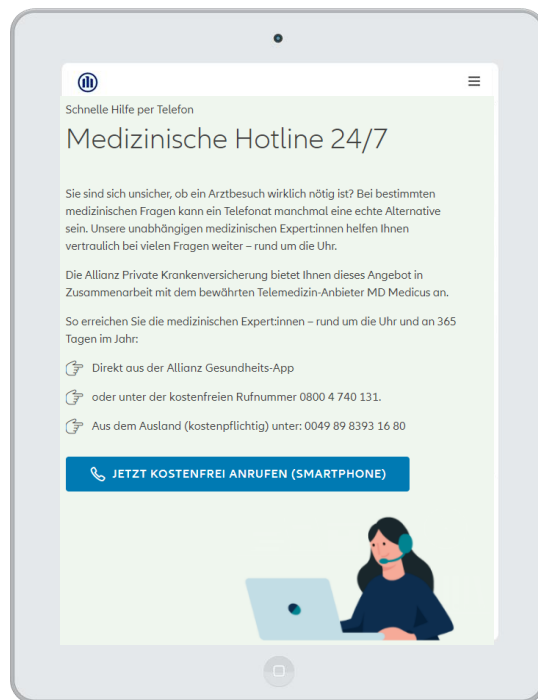 Schnelle Hilfe per Telefon
Medizinische Hotline 24/7
Sie sind sich unsicher, ob ein Arztbesuch wirklich nötig ist? Bei bestimmten
medizinischen Fragen kann ein Telefonat manchmal eine echte Alternative
sein. Unsere unabhängigen medizinischen Expert:innen helfen Ihnen
vertraulich bei vielen Fragen weiter – rund um die Uhr.
Die Allianz Private Krankenversicherung bietet Ihnen dieses Angebot in
Zusammenarbeit mit dem bewährten Telemedizin-Anbieter MD Medicus an.
So erreichen Sie die medizinischen Expert:innen – rund um die Uhr und an 365
Tagen im Jahr:
Direkt aus der Allianz Gesundheits-App
oder unter der kostenfreien Rufnummer 0800 4 740 131.
Aus dem Ausland (kostenpflichtig) unter: 0049 89 8393 16 80
JETZT KOSTENFREI ANRUFEN (SMARTPHONE)